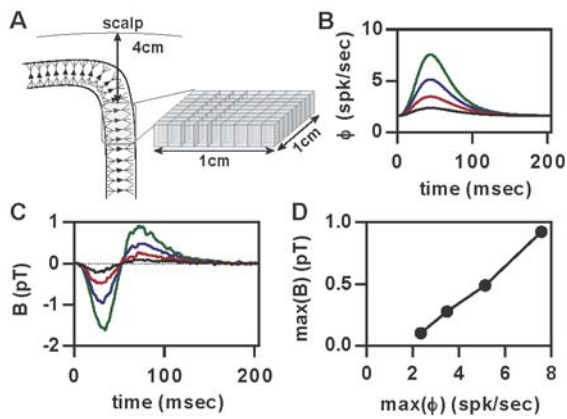 A
scalp
4cm
1cm
1cm
B
ϕ (spk/sec)
10
5
0
0
100
200
time (msec)
C
B (pT)
1
0
-1
-2
0
100
200
time (msec)
D
max(B) (pT)
1.0
0.5
0.0
0
2
4
6
8
max(ϕ) (spk/sec)